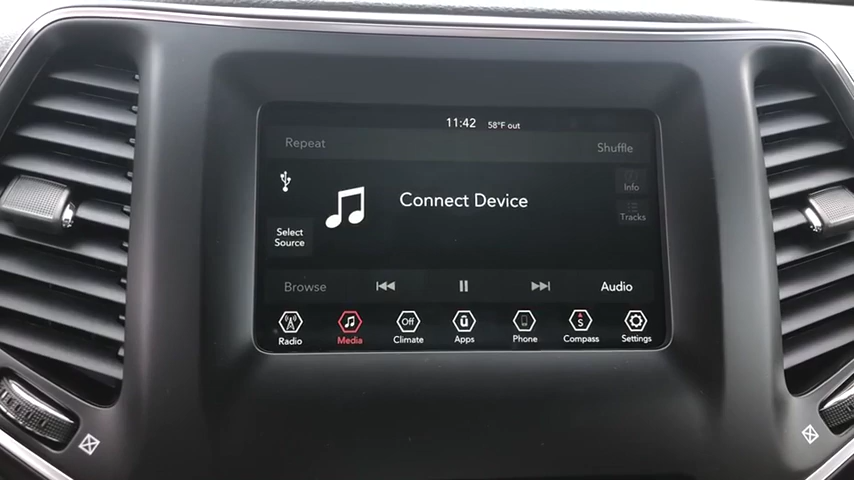 11:42 58°F out
Repeat
Shuffle
Info
Connect Device
Tracks
Select
Source
Browse
Audio
Off
S
Radio Media Climate Apps Phone Compass Settings